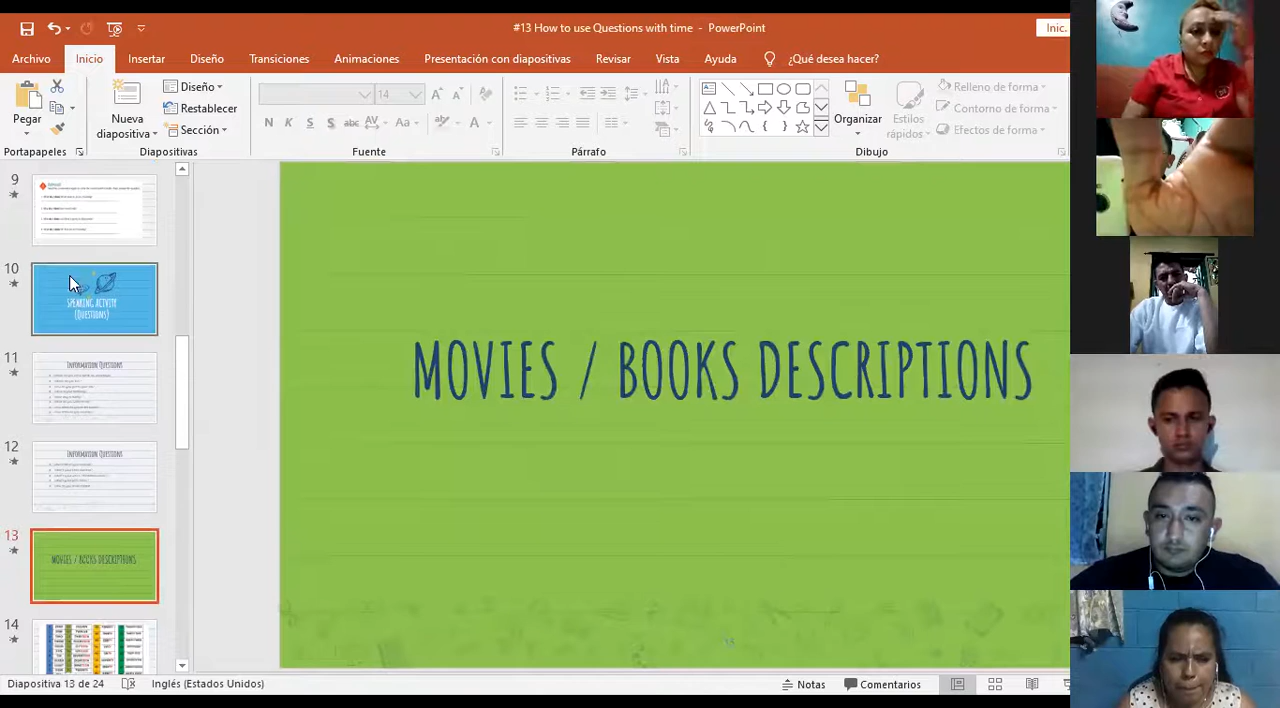 #13 How to use Questions with time - PowerPoint
Inic.
Archivo Inicio Insertar Diseño Transiciones Animaciones Presentación con diapositivas Revisar Vista Ayuda ¿Qué desea hacer?
Pegar
Nueva diapositiva
Diseño
Restablecer
Sección
14
N K S S abc AV Aa A
Organizar
Estilos rápidos
Relleno de forma
Contorno de forma
Efectos de forma
Portapapeles Diapositivas Fuente Párrafo Dibujo
9
10
SPEAKING ACTIVITY
(QUESTIONS)
11
INFORMATION QUESTIONS
12
INFORMATION QUESTIONS
13
MOVIES / BOOKS DESCRIPTIONS
14
MOVIES / BOOKS DESCRIPTIONS
Diapositiva 13 de 24 Inglés (Estados Unidos) Notas Comentarios